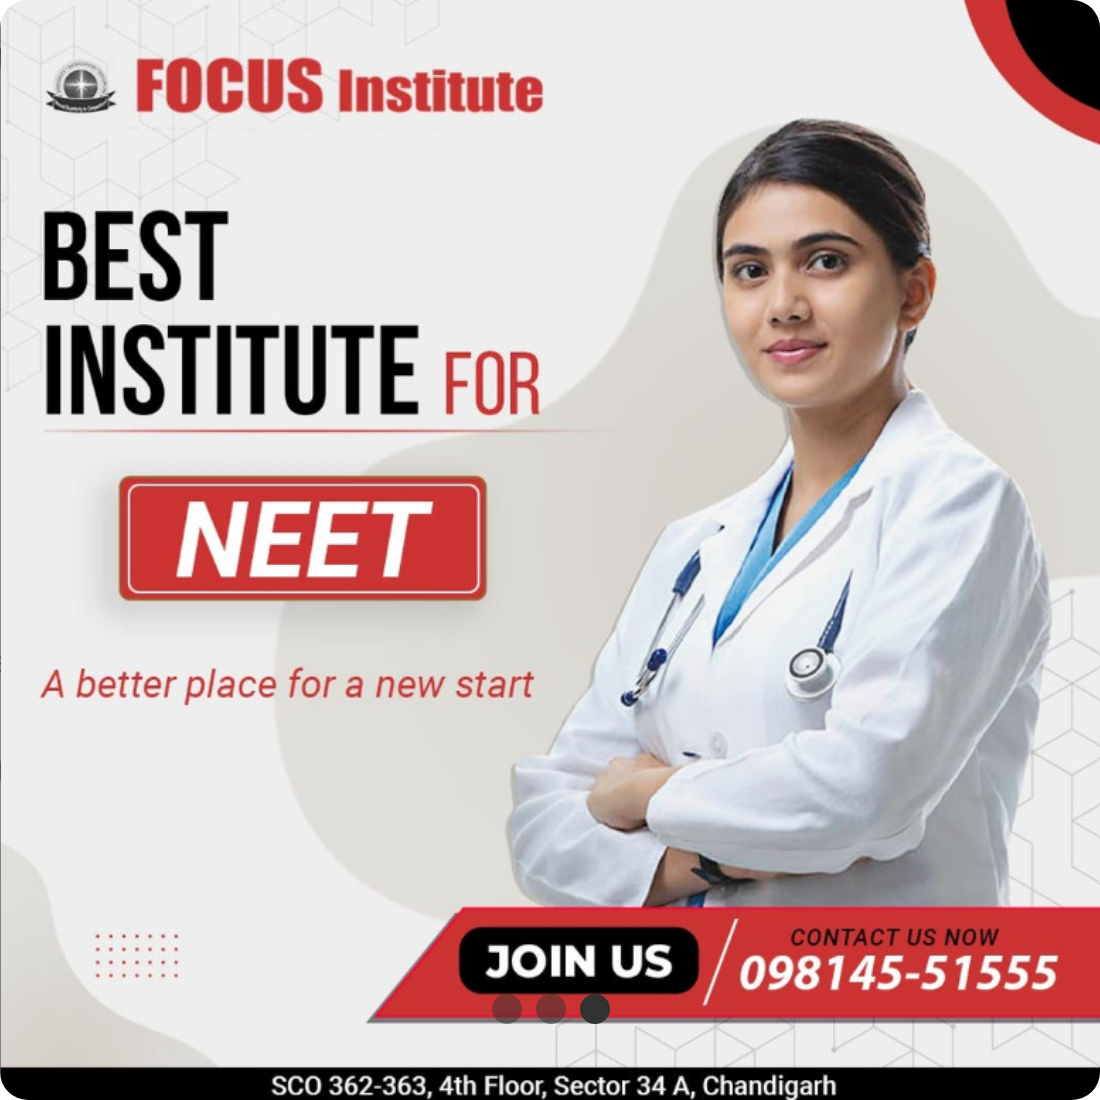 FOCUS Institute
BEST
INSTITUTE FOR
NEET
A better place for a new start
JOIN US
CONTACT US NOW
098145-51555
SCO 362-363, 4th Floor, Sector 34 A, Chandigarh